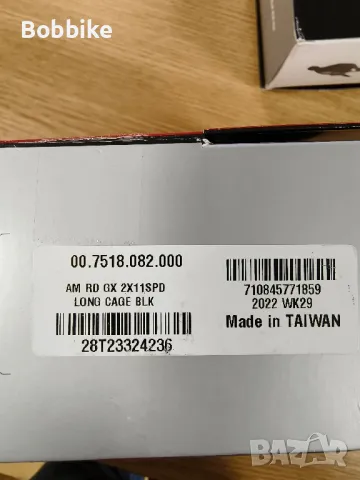 Bobbike
00.7518.082.000
AM RD GX 2X11SPD
LONG CAGE BLK
28T23324236
710845771859
2022 WK29
Made in TAIWAN
bazar